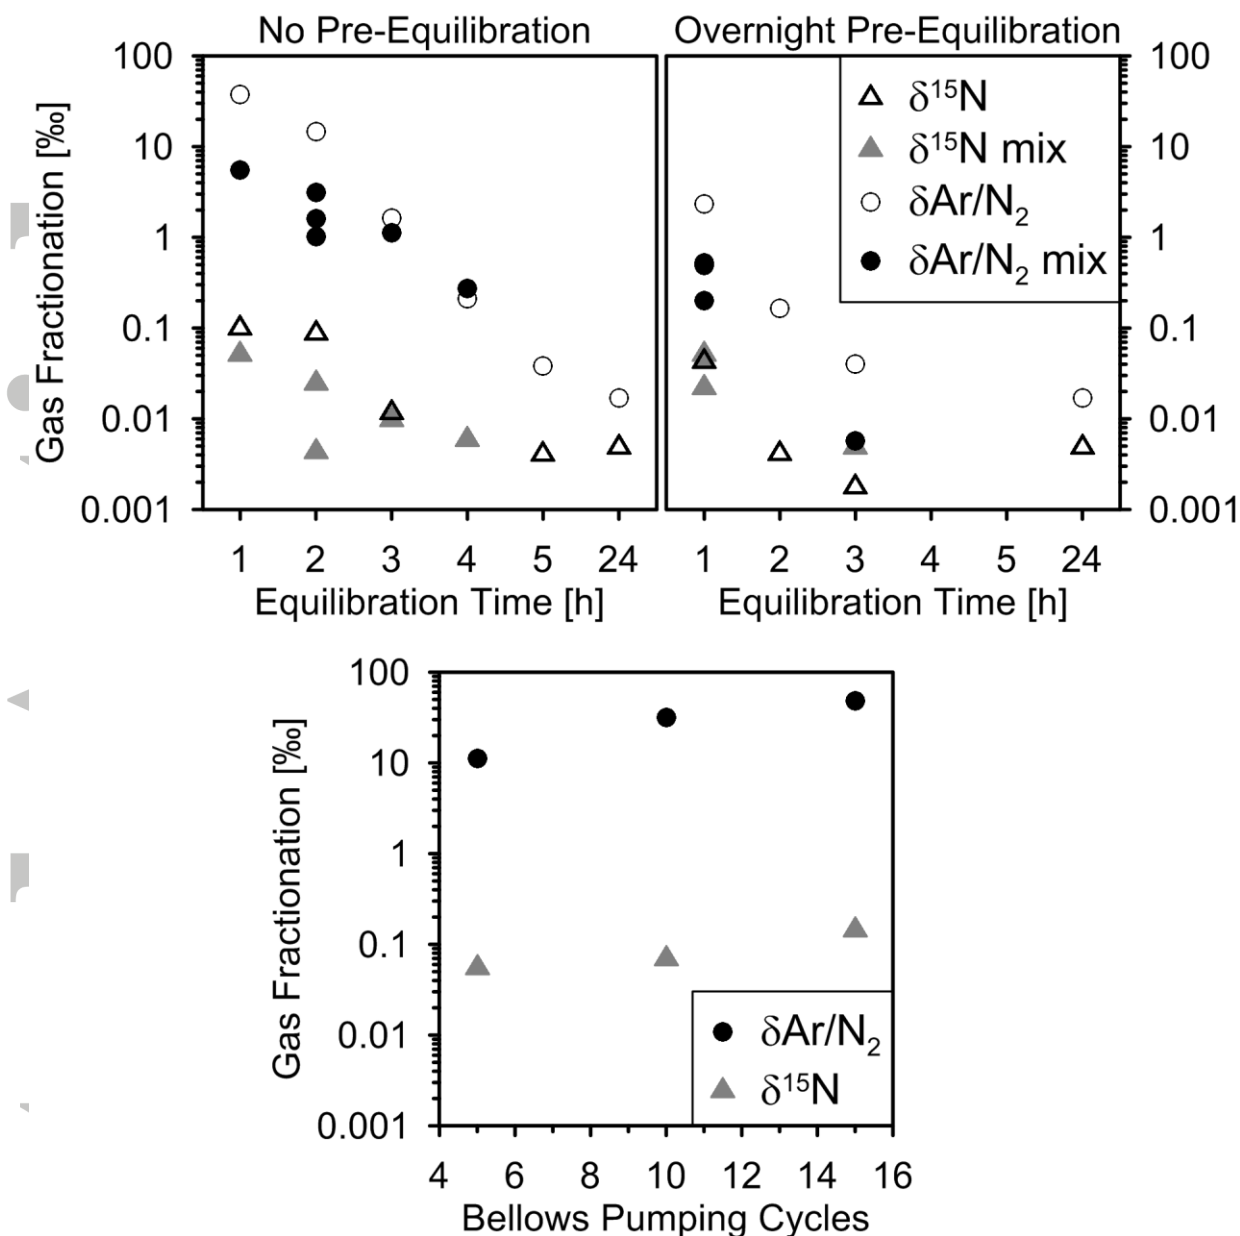 No Pre-Equilibration
Overnight Pre-Equilibration
Gas Fractionation [‰]
100
10
1
0.1
0.01
0.001
1 2 3 4 5 24
Equilibration Time [h]
δ¹⁵N
δ¹⁵N mix
δAr/N₂
δAr/N₂ mix
100
10
1
0.1
0.01
0.001
1 2 3 4 5 24
Equilibration Time [h]
Gas Fractionation [‰]
100
10
1
0.1
0.01
0.001
δAr/N₂
δ¹⁵N
4 6 8 10 12 14 16
Bellows Pumping Cycles